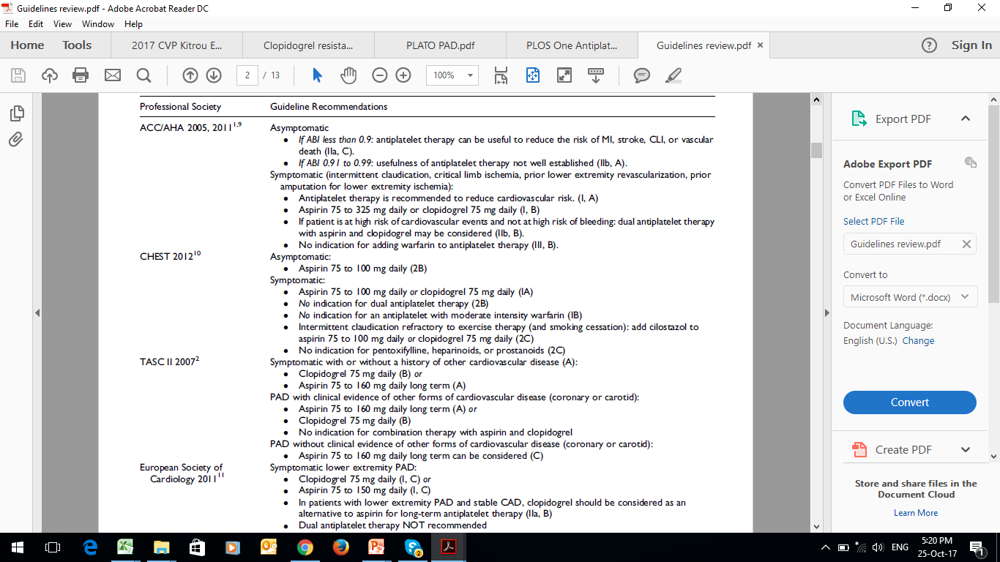 Guidelines review.pdf - Adobe Acrobat Reader DC
File Edit View Window Help
Home Tools 2017 CVP Kitrou E... Clopidogrel resista... PLATO PAD.pdf PLOS One Antiplat... Guidelines review.pdf × ? Sign In
2 / 13 100%
Professional Society Guideline Recommendations
ACC/AHA 2005, 20111,9 Asymptomatic
● If ABI less than 0.9: antiplatelet therapy can be useful to reduce the risk of MI, stroke, CLI, or vascular
death (IIa, C).
● If ABI 0.91 to 0.99: usefulness of antiplatelet therapy not well established (IIb, A).
Symptomatic (intermittent claudication, critical limb ischemia, prior lower extremity revascularization, prior
amputation for lower extremity ischemia):
● Antiplatelet therapy is recommended to reduce cardiovascular risk. (I, A)
● Aspirin 75 to 325 mg daily or clopidogrel 75 mg daily (I, B)
● If patient is at high risk of cardiovascular events and not at high risk of bleeding: dual antiplatelet therapy
with aspirin and clopidogrel may be considered (IIb, B).
● No indication for adding warfarin to antiplatelet therapy (III, B).
CHEST 201210 Asymptomatic:
● Aspirin 75 to 100 mg daily (2B)
Symptomatic:
● Aspirin 75 to 100 mg daily or clopidogrel 75 mg daily (IA)
● No indication for dual antiplatelet therapy (2B)
● No indication for an antiplatelet with moderate intensity warfarin (IB)
● Intermittent claudication refractory to exercise therapy (and smoking cessation): add cilostazol to
aspirin 75 to 100 mg daily or clopidogrel 75 mg daily (2C)
● No indication for pentoxifylline, heparinoids, or prostanoids (2C)
TASC II 20072 Symptomatic with or without a history of other cardiovascular disease (A):
● Clopidogrel 75 mg daily (B) or
● Aspirin 75 to 160 mg daily long term (A)
PAD with clinical evidence of other forms of cardiovascular disease (coronary or carotid):
● Aspirin 75 to 160 mg daily long term (A) or
● Clopidogrel 75 mg daily (B)
● No indication for combination therapy with aspirin and clopidogrel
PAD without clinical evidence of other forms of cardiovascular disease (coronary or carotid):
● Aspirin 75 to 160 mg daily long term can be considered (C)
European Society of Symptomatic lower extremity PAD:
Cardiology 201111 ● Clopidogrel 75 mg daily (I, C) or
● Aspirin 75 to 150 mg daily (I, C)
● In patients with lower extremity PAD and stable CAD, clopidogrel should be considered as an
alternative to aspirin for long-term antiplatelet therapy (IIa, B)
● Dual antiplatelet therapy NOT recommended
Export PDF
Adobe Export PDF
Convert PDF Files to Word
or Excel Online
Select PDF File
Guidelines review.pdf
Convert to
Microsoft Word (*.docx)
Document Language:
English (U.S.) Change
Convert
Create PDF
Store and share files in the
Document Cloud
Learn More
2 ENG 5:20 PM
25-Oct-17 1